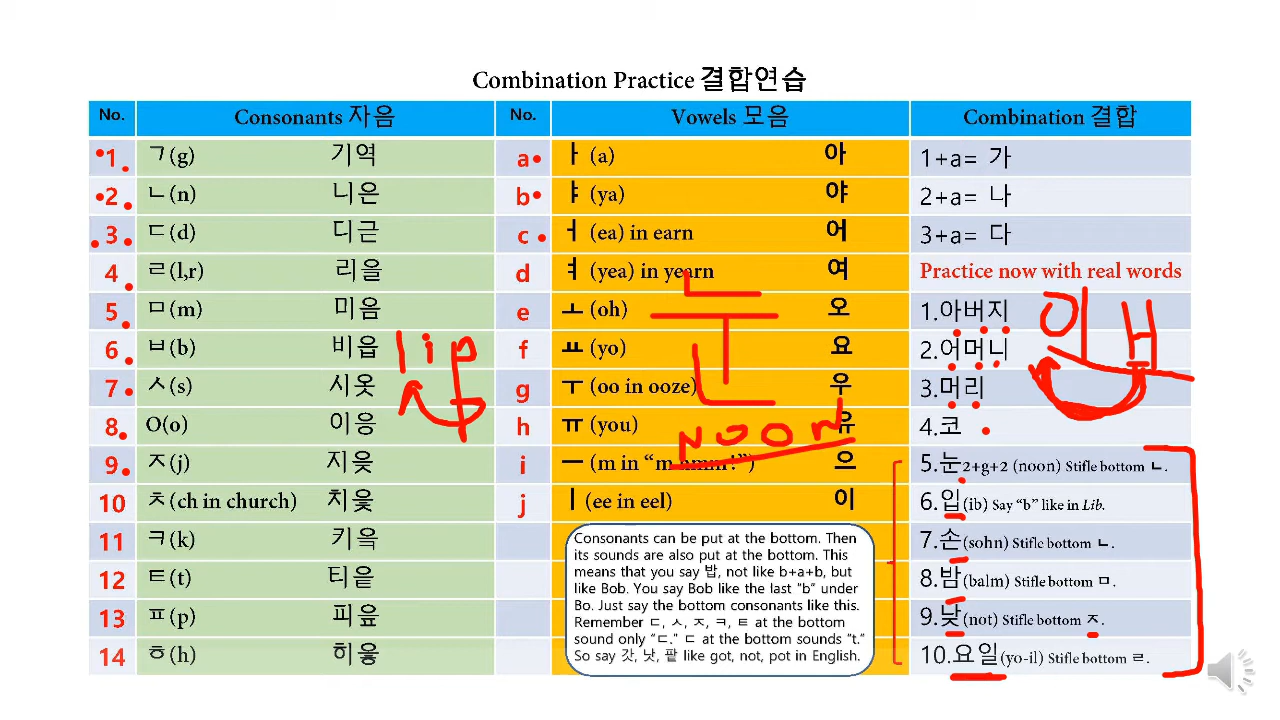 Combination Practice 결합연습
No. Consonants 자음 No. Vowels 모음 Combination 결합
1 ㄱ(g) 기역 a ㅏ (a) 아 1+a= 가
2 ㄴ(n) 니은 b ㅑ (ya) 야 2+a= 나
3 ㄷ(d) 디귿 c ㅓ (ea) in earn 어 3+a= 다
4 ㄹ(l,r) 리을 d ㅕ (yea) in yearn 여 Practice now with real words
5 ㅁ(m) 미음 e ㅗ (oh) 오 1.아버지
6 ㅂ(b) 비읍 f ㅛ (yo) 요 2.어머니
7 ㅅ(s) 시옷 g ㅜ (oo in ooze) 우 3.머리
8 O(o) 이응 h ㅠ (you) 유 4.코
9 ㅈ(j) 지읒 i ㅡ (m in “m hmm!”) 으 5.눈 2+g+2 (noon) Stifle bottom ㄴ.
10 ㅊ(ch in church) 치읓 j ㅣ (ee in eel) 이 6.입(ib) Say “b” like in Lib.
11 ㅋ(k) 키읔 7.손(sohn) Stifle bottom ㄴ.
12 ㅌ(t) 티읕 8.밤(balm) Stifle bottom ㅁ.
13 ㅍ(p) 피읖 9.낮(not) Stifle bottom ㅈ.
14 ㅎ(h) 히읗 10.요일(yo-il) Stifle bottom ㄹ.
Consonants can be put at the bottom. Then
its sounds are also put at the bottom. This
means that you say 밥, not like b+a+b, but
like Bob. You say Bob like the last “b” under
Bo. Just say the bottom consonants like this.
Remember ㄷ, ㅅ, ㅈ, ㅋ, ㅌ at the bottom
sound only “ㄷ.” ㄷ at the bottom sounds “t.”
So say 갓, 낫, 팥 like got, not, pot in English.
lip
눈
NOON
이 ㅂ